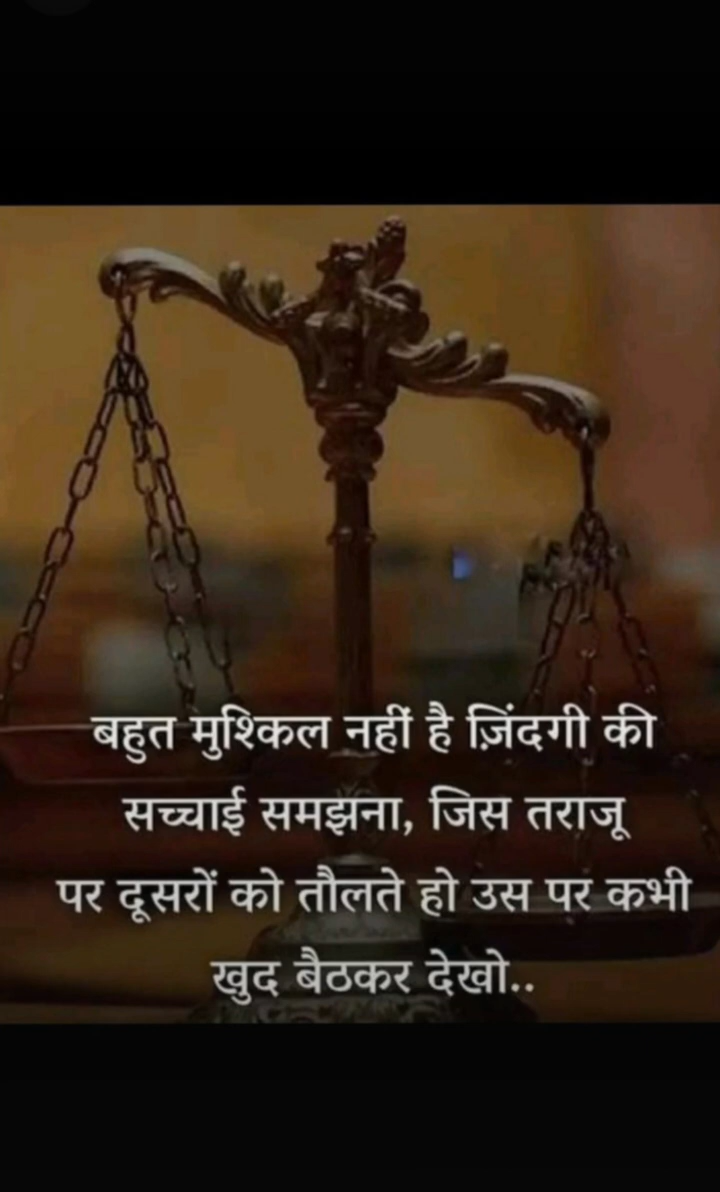 बहुत मुश्किल नहीं है ज़िंदगी की
सच्चाई समझना, जिस तराजू
पर दूसरों को तौलते हो उस पर कभी
खुद बैठकर देखो..